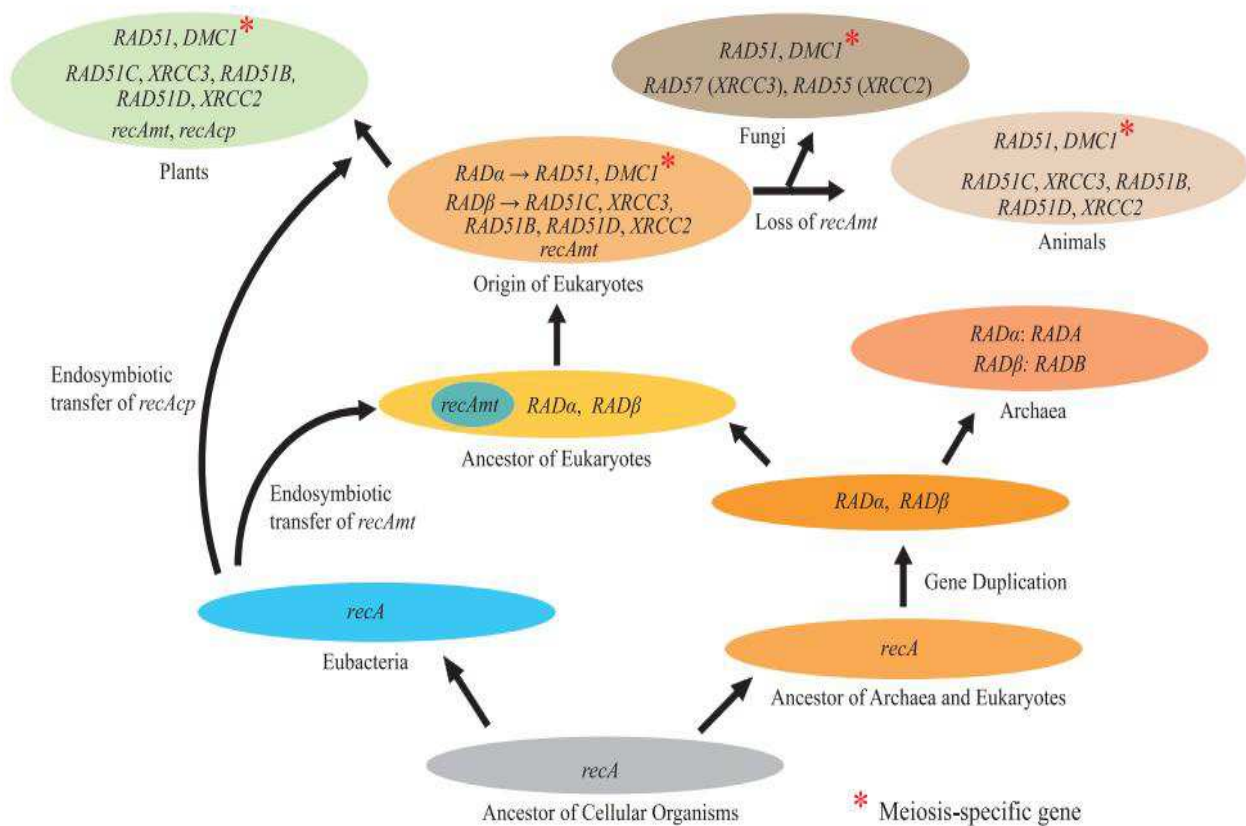 RAD51, DMC1*
RAD51C, XRCC3, RAD51B,
RAD51D, XRCC2
recAmt, recAcp
Plants
RAD51, DMC1*
RAD57 (XRCC3), RAD55 (XRCC2)
Fungi
RAD51, DMC1*
RAD51C, XRCC3, RAD51B,
RAD51D, XRCC2
Animals
RADα → RAD51, DMC1*
RADβ → RAD51C, XRCC3,
RAD51B, RAD51D, XRCC2
recAmt
Origin of Eukaryotes
Loss of recAmt
Endosymbiotic
transfer of recAcp
recAmt RADα, RADβ
Ancestor of Eukaryotes
RADα: RADA
RADβ: RADB
Archaea
Endosymbiotic
transfer of recAmt
RADα, RADβ
Gene Duplication
recA
Eubacteria
recA
Ancestor of Archaea and Eukaryotes
recA
Ancestor of Cellular Organisms
* Meiosis-specific gene